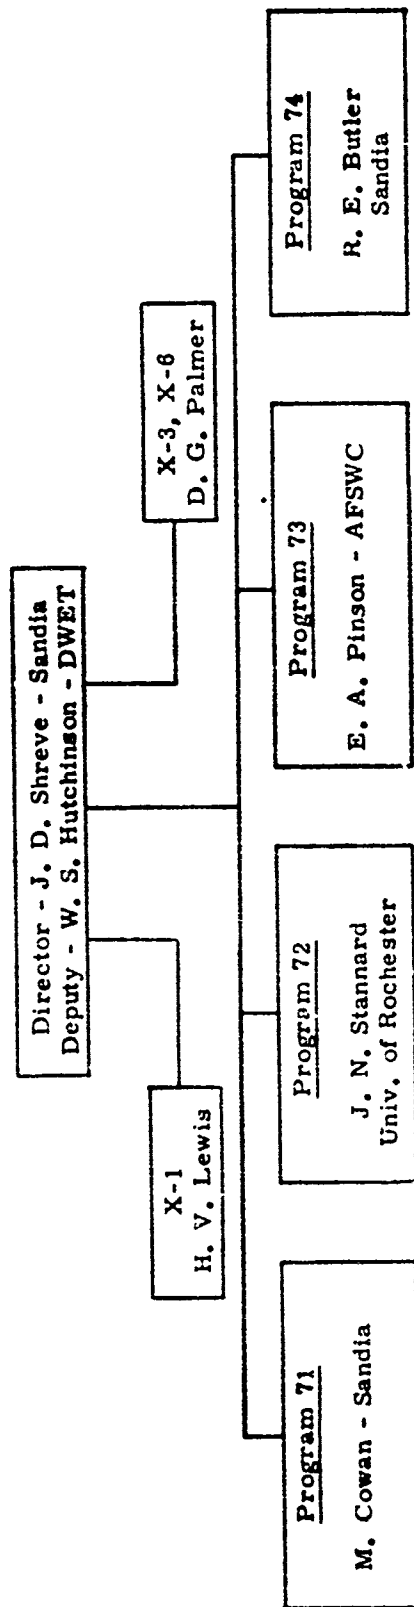 Director - J. D. Shreve - Sandia
Deputy - W. S. Hutchinson - DWET
X-1
H. V. Lewis
X-3, X-6
D. G. Palmer
Program 71
M. Cowan - Sandia
Program 72
J. N. Stannard
Univ. of Rochester
Program 73
E. A. Pinson - AFSWC
Program 74
R. E. Butler
Sandia